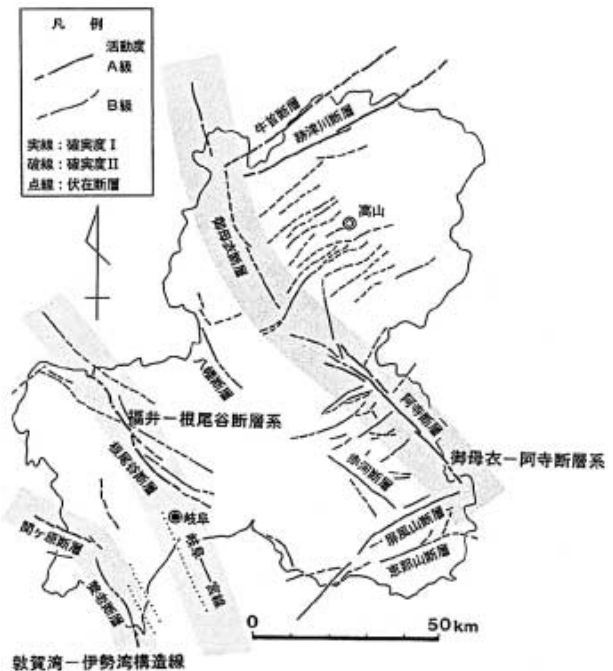 凡 例
活動度
A級
B級
実線：確実度I
破線：確実度II
点線：伏在断層
牛首断層
跡津川断層
高山
御母衣断層
八幡断層
阿寺断層
福井－根尾谷断層系
根尾谷断層
御母衣－阿寺断層系
赤河断層
岐阜
岐阜－一宮線
屏風山断層
恵那山断層
関ケ原断層
養老断層
0 50km
敦賀湾－伊勢湾構造線